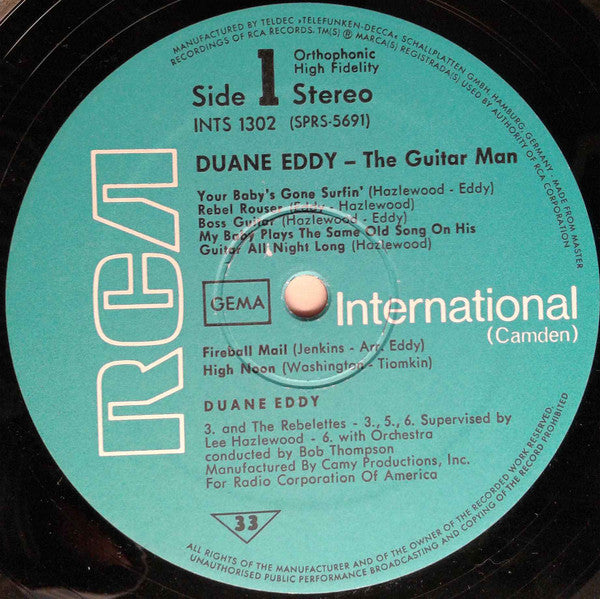 MANUFACTURED BY TELDEC »TELEFUNKEN-DECCA« SCHALLPLATTEN GMBH, HAMBURG, GERMANY · MADE FROM MASTER
RECORDINGS OF RCA RECORDS. TM(S) ® MARCA(S) REGISTRADA(S) USED BY AUTHORITY OF RCA CORPORATION
Orthophonic
High Fidelity
Side 1 Stereo
INTS 1302 (SPRS-5691)
DUANE EDDY – The Guitar Man
Your Baby's Gone Surfin' (Hazlewood - Eddy)
Rebel Rouser (Eddy - Hazlewood)
Boss Guitar (Hazlewood - Eddy)
My Baby Plays The Same Old Song On His
Guitar All Night Long (Hazlewood)
RCA
GEMA
International
(Camden)
Fireball Mail (Jenkins - Arr. Eddy)
High Noon (Washington - Tiomkin)
DUANE EDDY
3. and The Rebelettes - 3., 5., 6. Supervised by
Lee Hazlewood - 6. with Orchestra
conducted by Bob Thompson
Manufactured By Camy Productions, Inc.
For Radio Corporation Of America
33
ALL RIGHTS OF THE MANUFACTURER AND OF THE OWNER OF THE RECORDED WORK RESERVED.
UNAUTHORISED PUBLIC PERFORMANCE BROADCASTING AND COPYING OF THE RECORD PROHIBITED